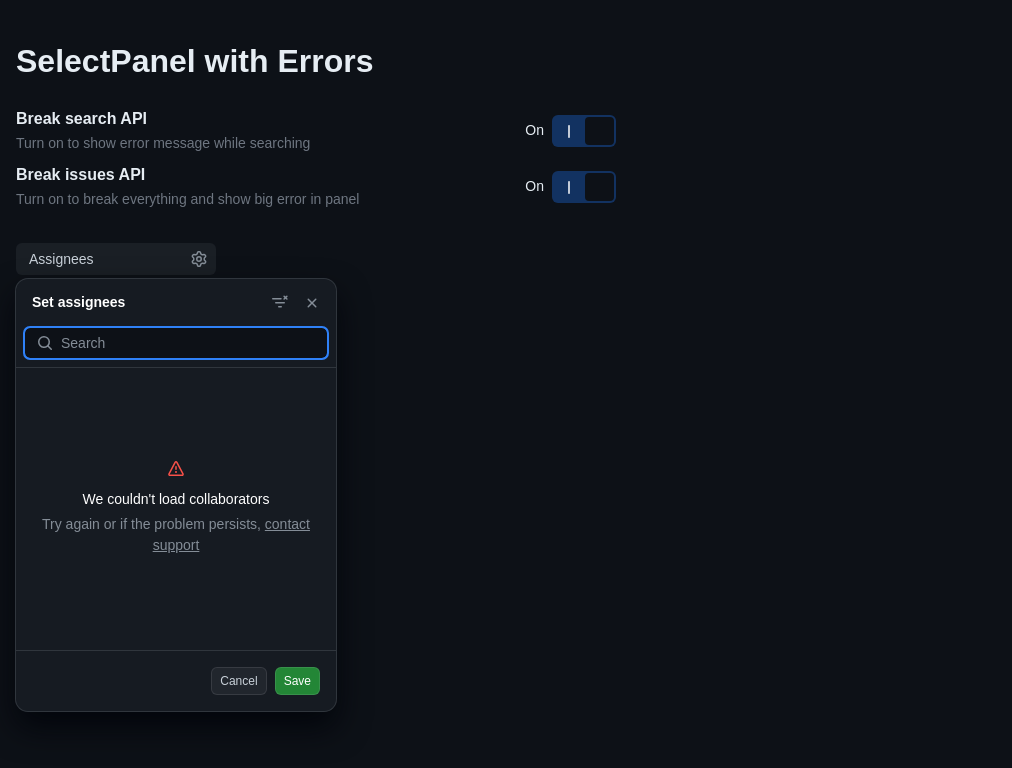 SelectPanel with Errors
Break search API
On
Turn on to show error message while searching
Break issues API
On
Turn on to break everything and show big error in panel
Assignees
Set assignees
Search
We couldn't load collaborators
Try again or if the problem persists, contact
support
Cancel
Save